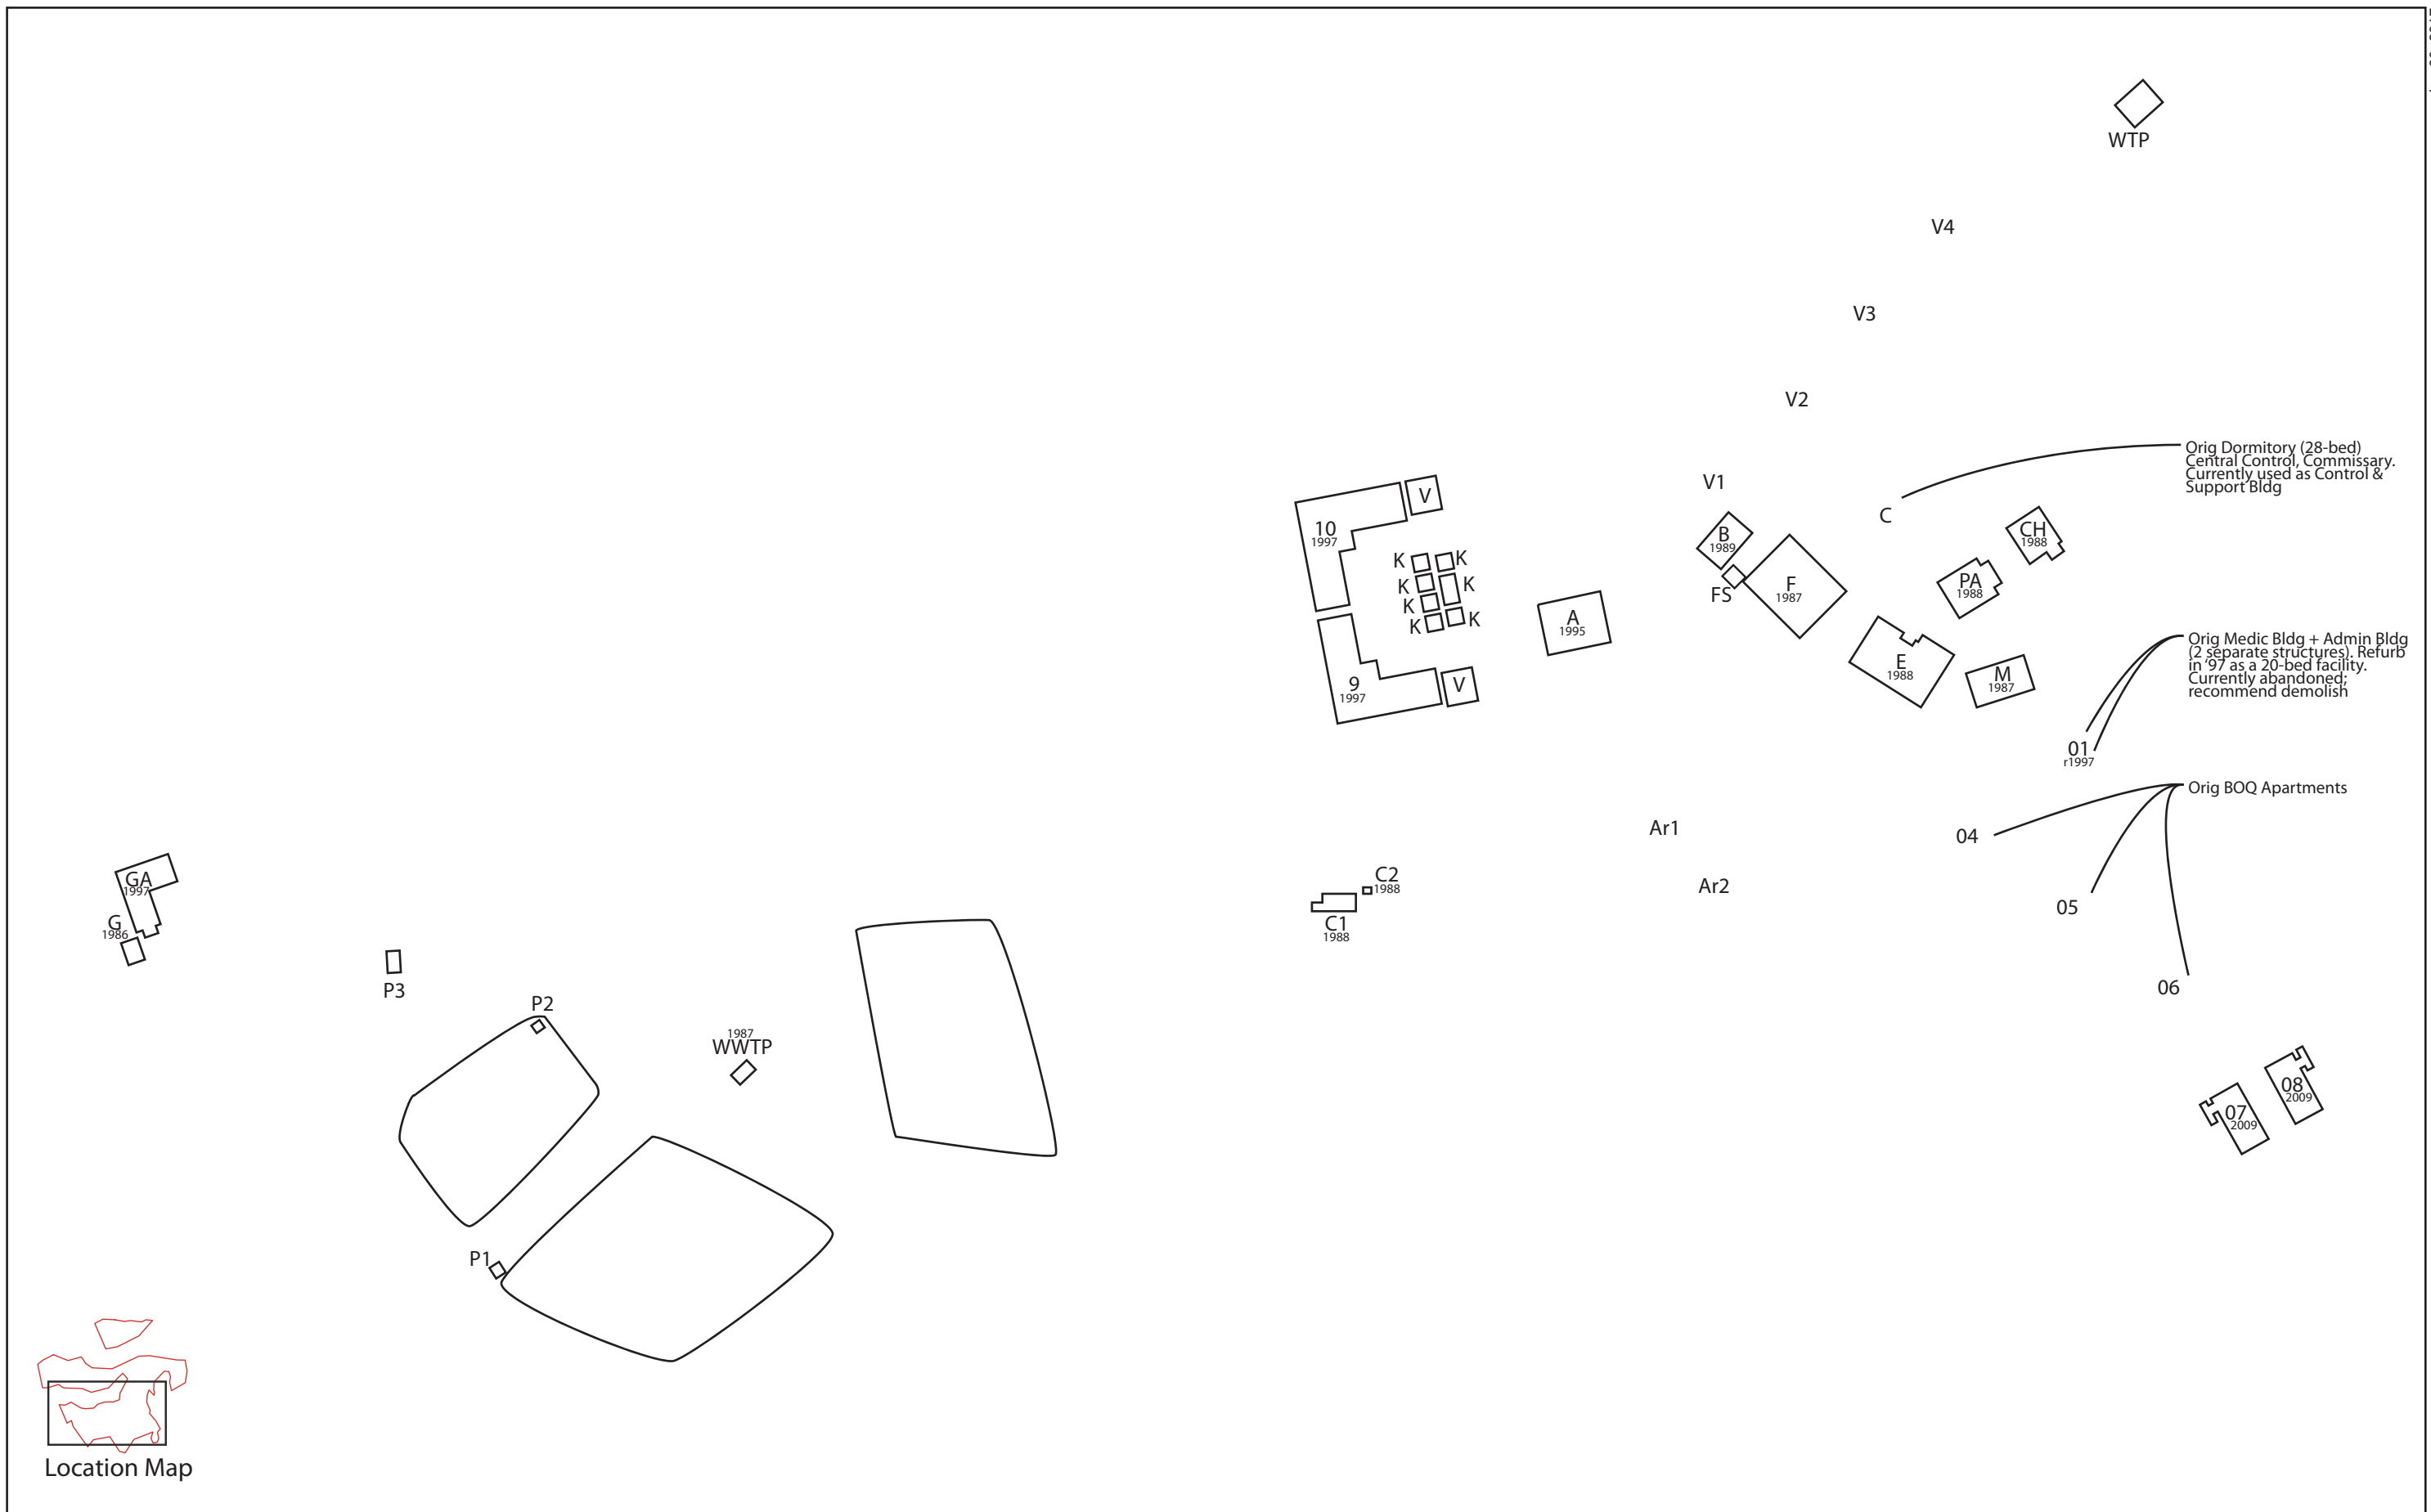 WTP
V4
V3
V2
Orig Dormitory (28-bed)
Central Control, Commissary.
Currently used as Control &
Support Bldg
V1
V
C
10
1997
B
1989
CH
1988
K
K
K
K
K
K
K
FS
F
1987
PA
1988
A
1995
Orig Medic Bldg + Admin Bldg
(2 separate structures). Refurb
in '97 as a 20-bed facility.
Currently abandoned;
recommend demolish
E
1988
M
1987
9
1997
V
01
r1997
Orig BOQ Apartments
Ar1
04
GA
1997
C2
1988
Ar2
05
G
1986
C1
1988
P3
06
P2
1987
WWTP
08
2009
07
2009
P1
Location Map